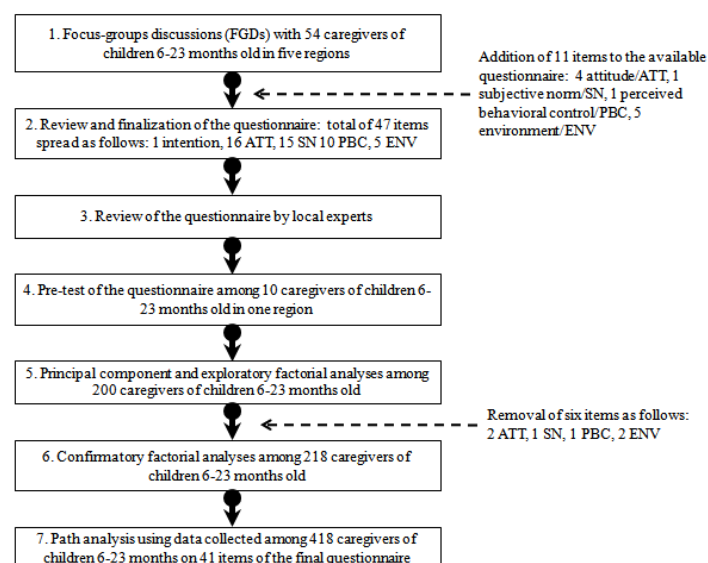 1. Focus-groups discussions (FGDs) with 54 caregivers of
children 6-23 months old in five regions
Addition of 11 items to the available
questionnaire: 4 attitude/ATT, 1
subjective norm/SN, 1 perceived
behavioral control/PBC, 5
environment/ENV
2. Review and finalization of the questionnaire: total of 47 items
spread as follows: 1 intention, 16 ATT, 15 SN 10 PBC, 5 ENV
3. Review of the questionnaire by local experts
4. Pre-test of the questionnaire among 10 caregivers of children 6-
23 months old in one region
5. Principal component and exploratory factorial analyses among
200 caregivers of children 6-23 months old
Removal of six items as follows:
2 ATT, 1 SN, 1 PBC, 2 ENV
6. Confirmatory factorial analyses among 218 caregivers of
children 6-23 months old
7. Path analysis using data collected among 418 caregivers of
children 6-23 months on 41 items of the final questionnaire